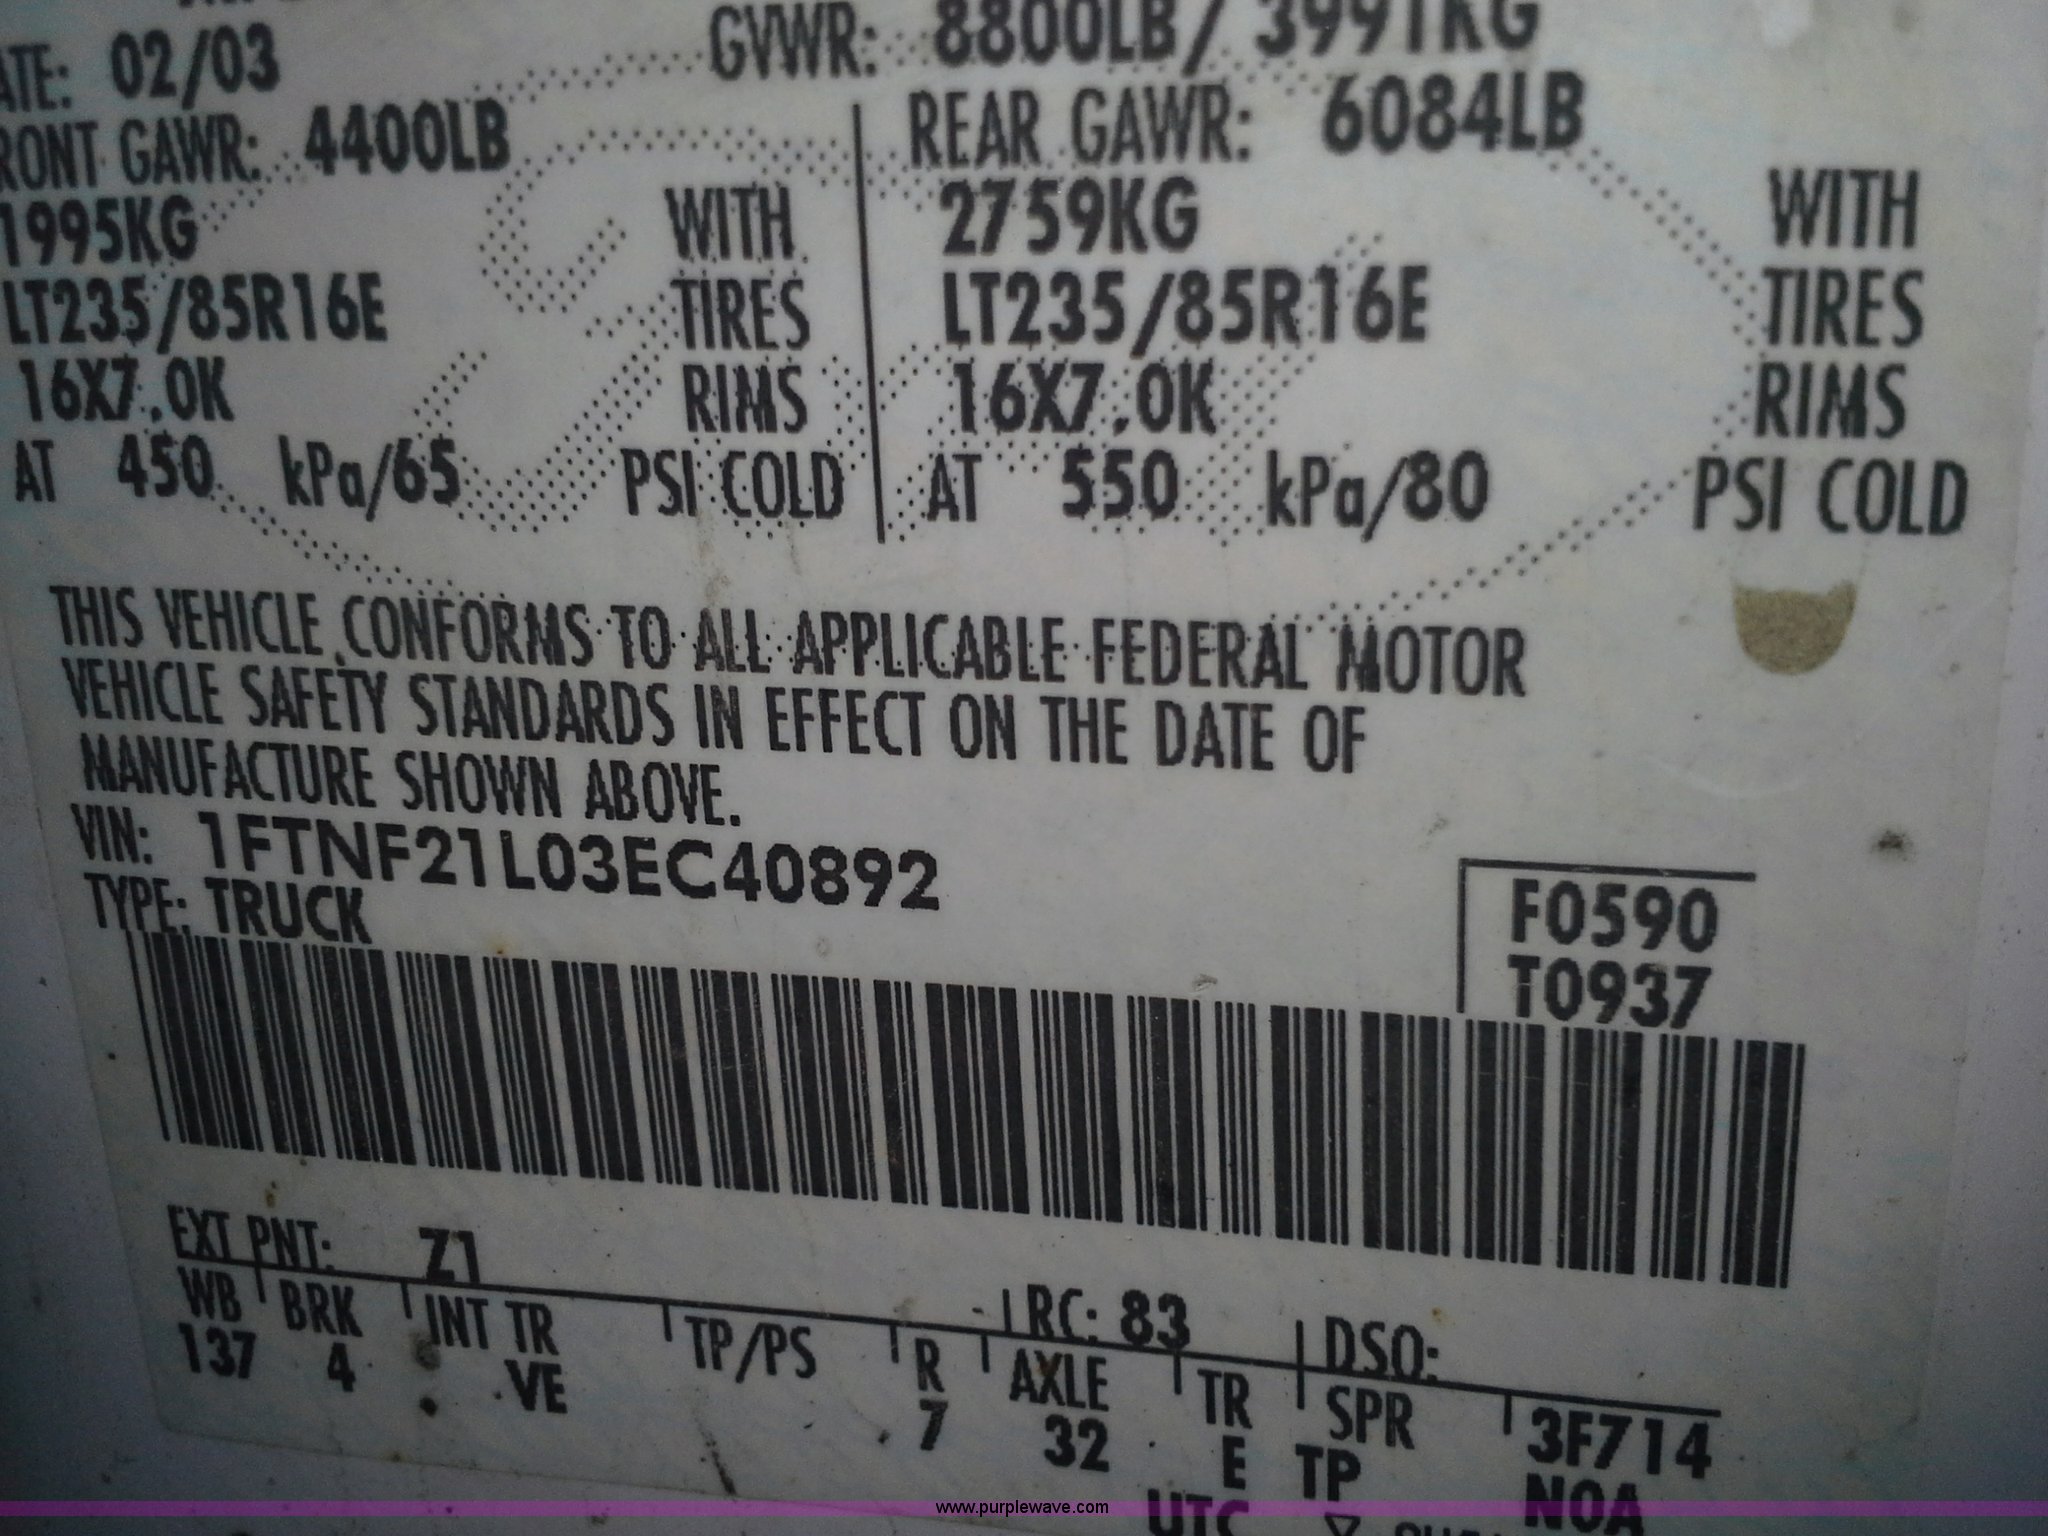 ATE: 02/03 GVWR: 8800LB/ 3991KG
RONT GAWR: 4400LB REAR GAWR: 6084LB
1995KG WITH 2759KG WITH
LT235/85R16E TIRES LT235/85R16E TIRES
16X7.0K RIMS 16X7.0K RIMS
AT 450 kPa/65 PSI COLD AT 550 kPa/80 PSI COLD
THIS VEHICLE CONFORMS TO ALL APPLICABLE FEDERAL MOTOR
VEHICLE SAFETY STANDARDS IN EFFECT ON THE DATE OF
MANUFACTURE SHOWN ABOVE.
VIN: 1FTNF21L03EC40892
TYPE: TRUCK
F0590
T0937
EXT PNT: Z1 RC: 83 DSO:
WB BRK INT TR TP/PS R AXLE TR SPR 3F714
137 4 VE 7 32 E TP N0A
UTC
www.purplewave.com